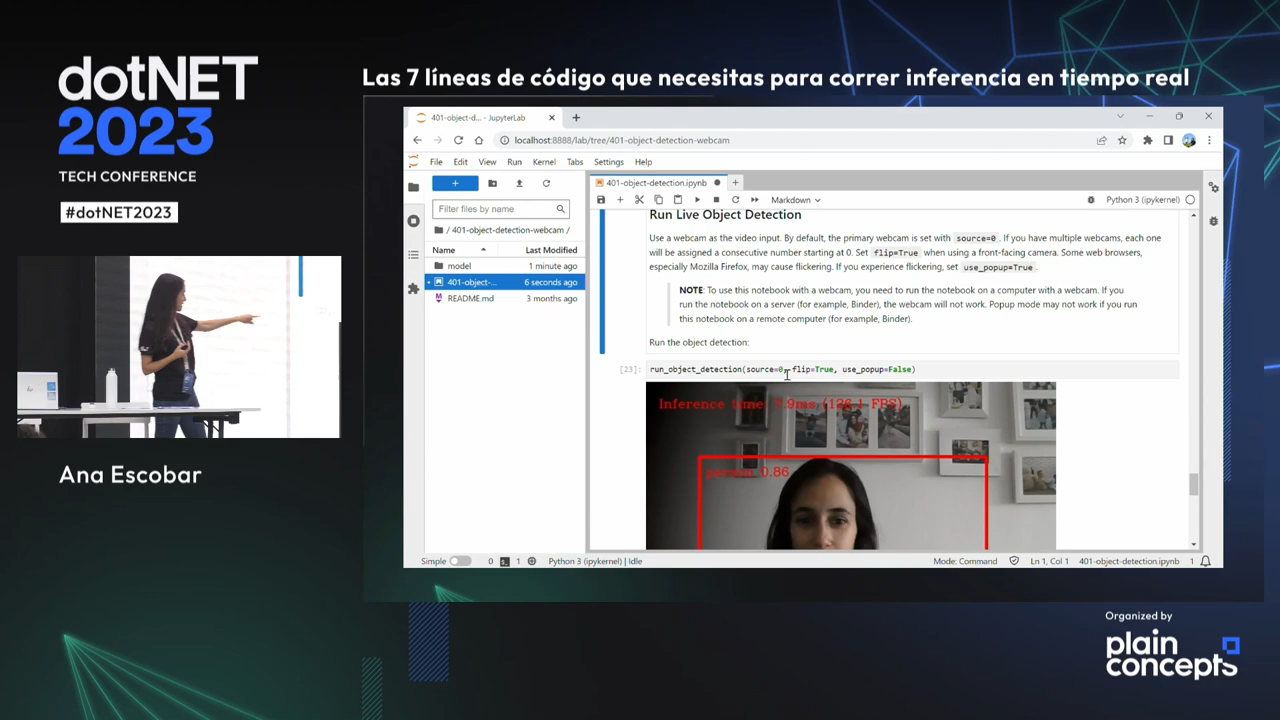 dotNET
2023
TECH CONFERENCE
#dotNET2023
Ana Escobar
Las 7 líneas de código que necesitas para correr inferencia en tiempo real
401-object-d... - JupyterLab
localhost:8888/lab/tree/401-object-detection-webcam
File Edit View Run Kernel Tabs Settings Help
Filter files by name
/ 401-object-detection-webcam /
Name Last Modified
model 1 minute ago
401-object-... 6 seconds ago
README.md 3 months ago
401-object-detection.ipynb
Markdown
Python 3 (ipykernel)
Run Live Object Detection
Use a webcam as the video input. By default, the primary webcam is set with source=0. If you have multiple webcams, each one
will be assigned a consecutive number starting at 0. Set flip=True when using a front-facing camera. Some web browsers,
especially Mozilla Firefox, may cause flickering. If you experience flickering, set use_popup=True.
NOTE: To use this notebook with a webcam, you need to run the notebook on a computer with a webcam. If you
run the notebook on a server (for example, Binder), the webcam will not work. Popup mode may not work if you run
this notebook on a remote computer (for example, Binder).
Run the object detection:
[23]: run_object_detection(source=0, flip=True, use_popup=False)
Inference time: 7.9ms (126.1 FPS)
person 0.86
Simple 0 1 Python 3 (ipykernel) | Idle Mode: Command Ln 1, Col 1 401-object-detection.ipynb 1
Organized by
plain
concepts